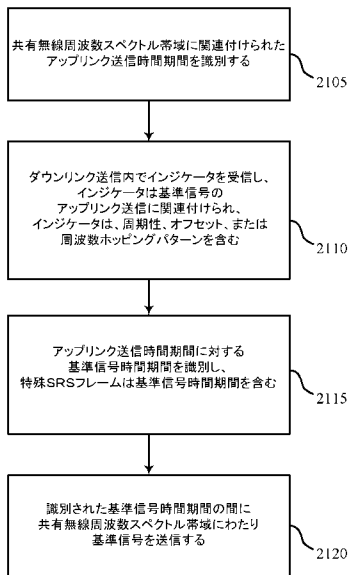 共有無線周波数スペクトル帯域に関連付けられた
アップリンク送信時間期間を識別する
2105
ダウンリンク送信内でインジケータを受信し、
インジケータは基準信号の
アップリンク送信に関連付けられ、
インジケータは、周期性、オフセット、または
周波数ホッピングパターンを含む
2110
アップリンク送信時間期間に対する
基準信号時間期間を識別し、
特殊SRSフレームは基準信号時間期間を含む
2115
識別された基準信号時間期間の間に
共有無線周波数スペクトル帯域にわたり
基準信号を送信する
2120